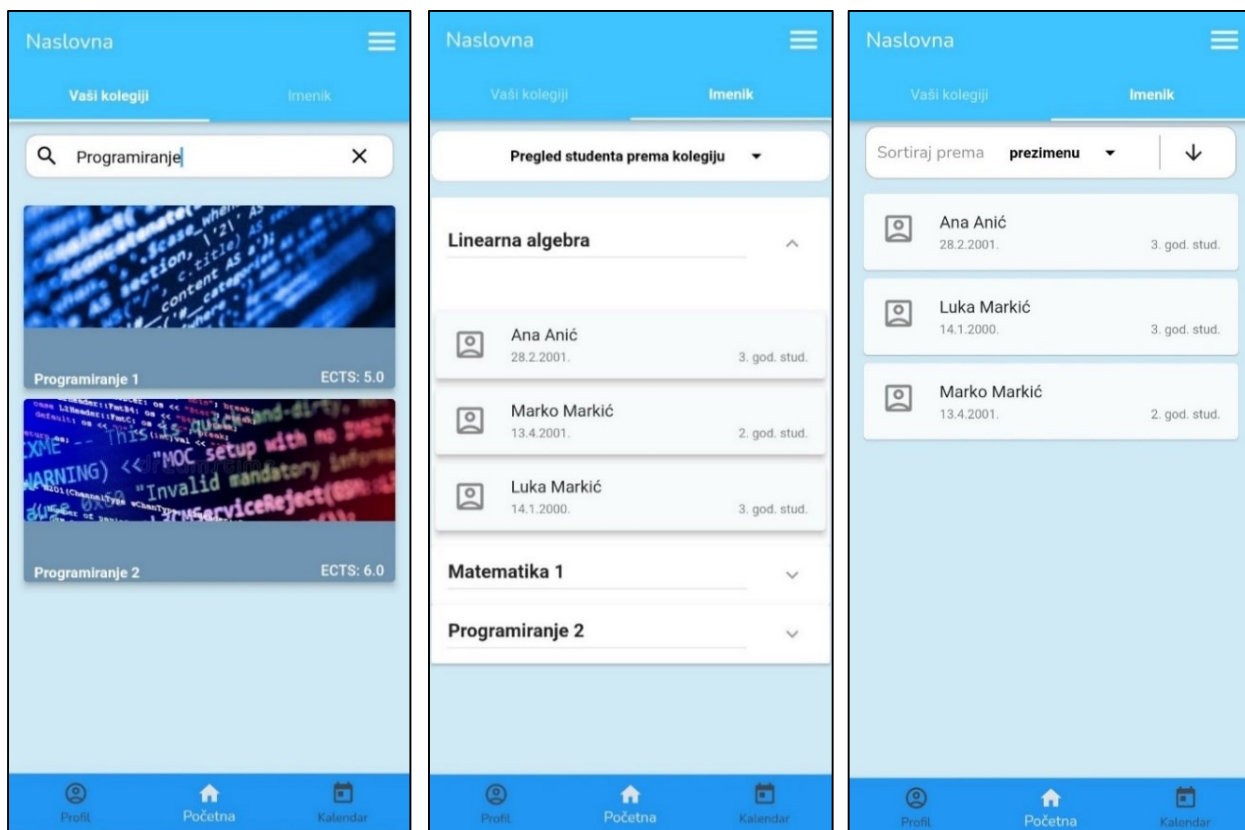 Naslovna
Vaši kolegiji Imenik
Programiranje
Programiranje 1 ECTS: 5.0
Programiranje 2 ECTS: 6.0
Profil Početna Kalendar
Naslovna
Vaši kolegiji Imenik
Pregled studenta prema kolegiju
Linearna algebra
Ana Anić
28.2.2001. 3. god. stud.
Marko Markić
13.4.2001. 2. god. stud.
Luka Markić
14.1.2000. 3. god. stud.
Matematika 1
Programiranje 2
Profil Početna Kalendar
Naslovna
Vaši kolegiji Imenik
Sortiraj prema prezimenu
Ana Anić
28.2.2001. 3. god. stud.
Luka Markić
14.1.2000. 3. god. stud.
Marko Markić
13.4.2001. 2. god. stud.
Profil Početna Kalendar